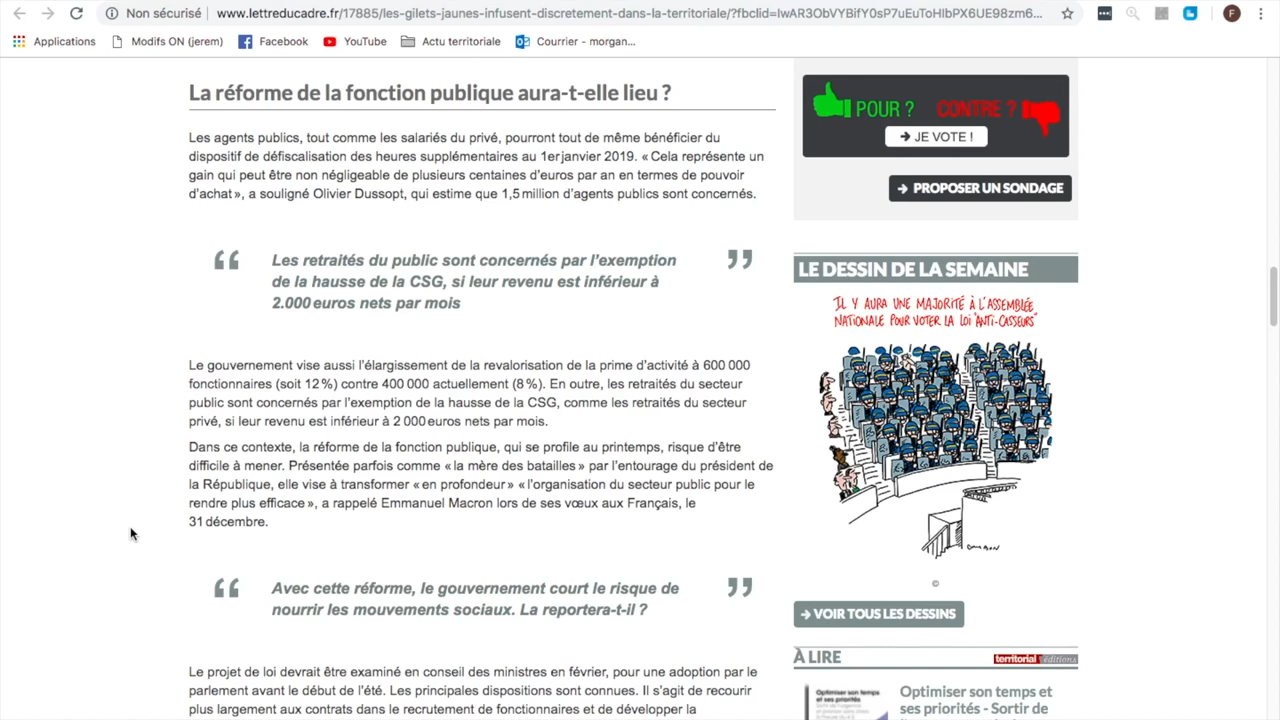 Non sécurisé
www.lettreducadre.fr/17885/les-gilets-jaunes-infusent-discretement-dans-la-territoriale/?fbclid=IwAR3ObVYBifY0sP7uEuToHlbPX6UE98zm6...
F
Applications
Modifs ON (jerem)
Facebook
YouTube
Actu territoriale
Courrier - morgan...
La réforme de la fonction publique aura-t-elle lieu ?
Les agents publics, tout comme les salariés du privé, pourront tout de même bénéficier du
dispositif de défiscalisation des heures supplémentaires au 1erjanvier 2019. « Cela représente un
gain qui peut être non négligeable de plusieurs centaines d'euros par an en termes de pouvoir
d'achat », a souligné Olivier Dussopt, qui estime que 1,5 million d'agents publics sont concernés.
“ Les retraités du public sont concernés par l'exemption ”
de la hausse de la CSG, si leur revenu est inférieur à
2.000 euros nets par mois
Le gouvernement vise aussi l'élargissement de la revalorisation de la prime d'activité à 600 000
fonctionnaires (soit 12 %) contre 400 000 actuellement (8 %). En outre, les retraités du secteur
public sont concernés par l'exemption de la hausse de la CSG, comme les retraités du secteur
privé, si leur revenu est inférieur à 2 000 euros nets par mois.
Dans ce contexte, la réforme de la fonction publique, qui se profile au printemps, risque d'être
difficile à mener. Présentée parfois comme « la mère des batailles » par l'entourage du président de
la République, elle vise à transformer « en profondeur » « l'organisation du secteur public pour le
rendre plus efficace », a rappelé Emmanuel Macron lors de ses vœux aux Français, le
31 décembre.
“ Avec cette réforme, le gouvernement court le risque de ”
nourrir les mouvements sociaux. La reportera-t-il ?
Le projet de loi devrait être examiné en conseil des ministres en février, pour une adoption par le
parlement avant le début de l'été. Les principales dispositions sont connues. Il s'agit de recourir
plus largement aux contrats dans le recrutement de fonctionnaires et de développer la
POUR ? CONTRE ?
JE VOTE !
PROPOSER UN SONDAGE
LE DESSIN DE LA SEMAINE
IL Y AURA UNE MAJORITÉ À L'ASSEMBLÉE
NATIONALE POUR VOTER LA LOI "ANTI-CASSEURS"
©
VOIR TOUS LES DESSINS
À LIRE
territorial éditions
Optimiser son temps
et ses priorités
Optimiser son temps et
ses priorités - Sortir de